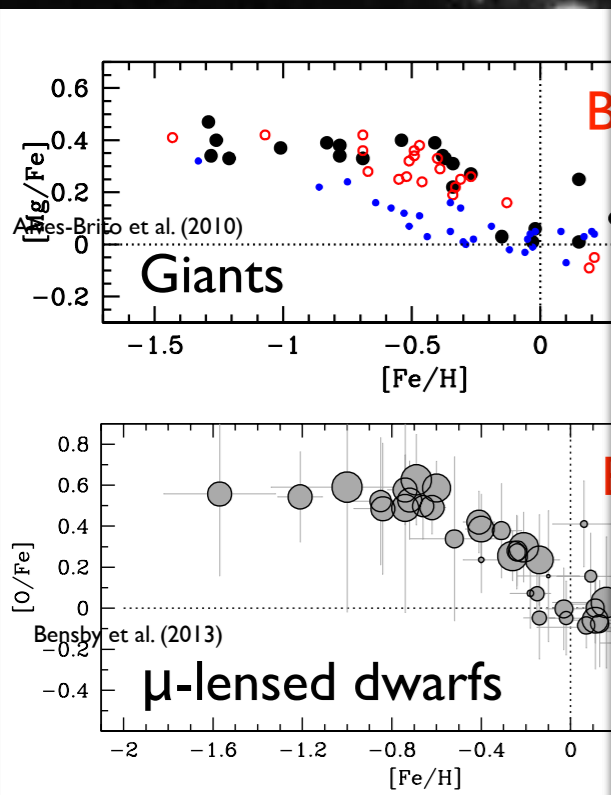 0.6
B
0.4
[Mg/Fe]
0.2
Alves-Brito et al. (2010)
0
Giants
−0.2
−1.5 −1 −0.5 0
[Fe/H]
0.8
0.6
0.4
[O/Fe]
0.2
0
Bensby et al. (2013)
−0.2
μ-lensed dwarfs
−0.4
−2 −1.6 −1.2 −0.8 −0.4 0
[Fe/H]